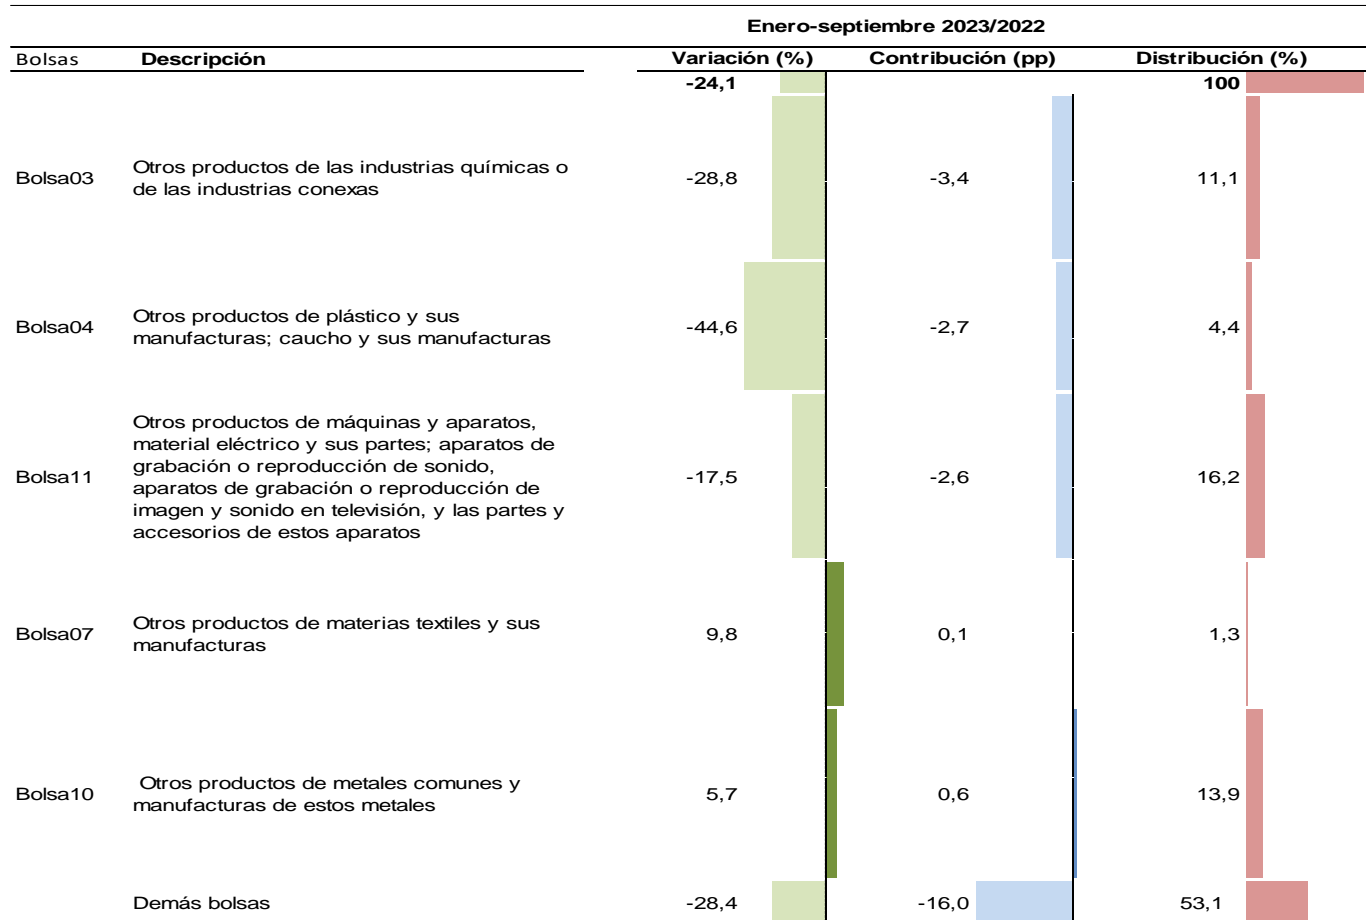 Enero-septiembre 2023/2022
Bolsas Descripción Variación (%) Contribución (pp) Distribución (%)
-24,1 100
Bolsa03 Otros productos de las industrias químicas o
de las industrias conexas -28,8 -3,4 11,1
Bolsa04 Otros productos de plástico y sus
manufacturas; caucho y sus manufacturas -44,6 -2,7 4,4
Otros productos de máquinas y aparatos,
material eléctrico y sus partes; aparatos de
grabación o reproducción de sonido,
Bolsa11 aparatos de grabación o reproducción de -17,5 -2,6 16,2
imagen y sonido en televisión, y las partes y
accesorios de estos aparatos
Bolsa07 Otros productos de materias textiles y sus
manufacturas 9,8 0,1 1,3
Bolsa10 Otros productos de metales comunes y
manufacturas de estos metales 5,7 0,6 13,9
Demás bolsas -28,4 -16,0 53,1